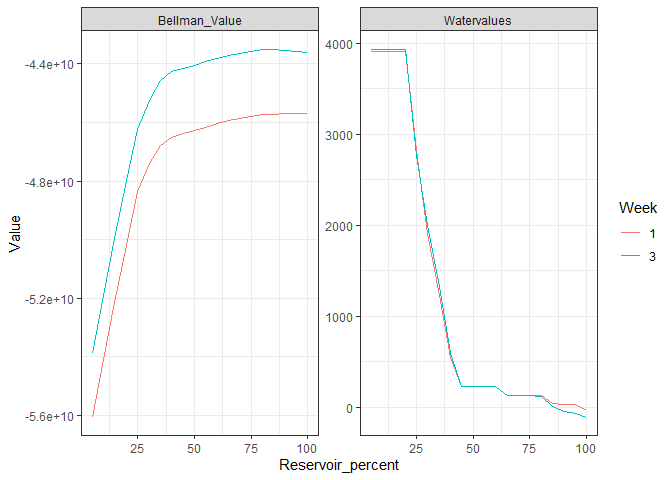 Bellman_Value
Watervalues
-4.4e+10
-4.8e+10
-5.2e+10
-5.6e+10
4000
3000
2000
1000
0
25
50
75
100
25
50
75
100
Value
Reservoir_percent
Week
1
3